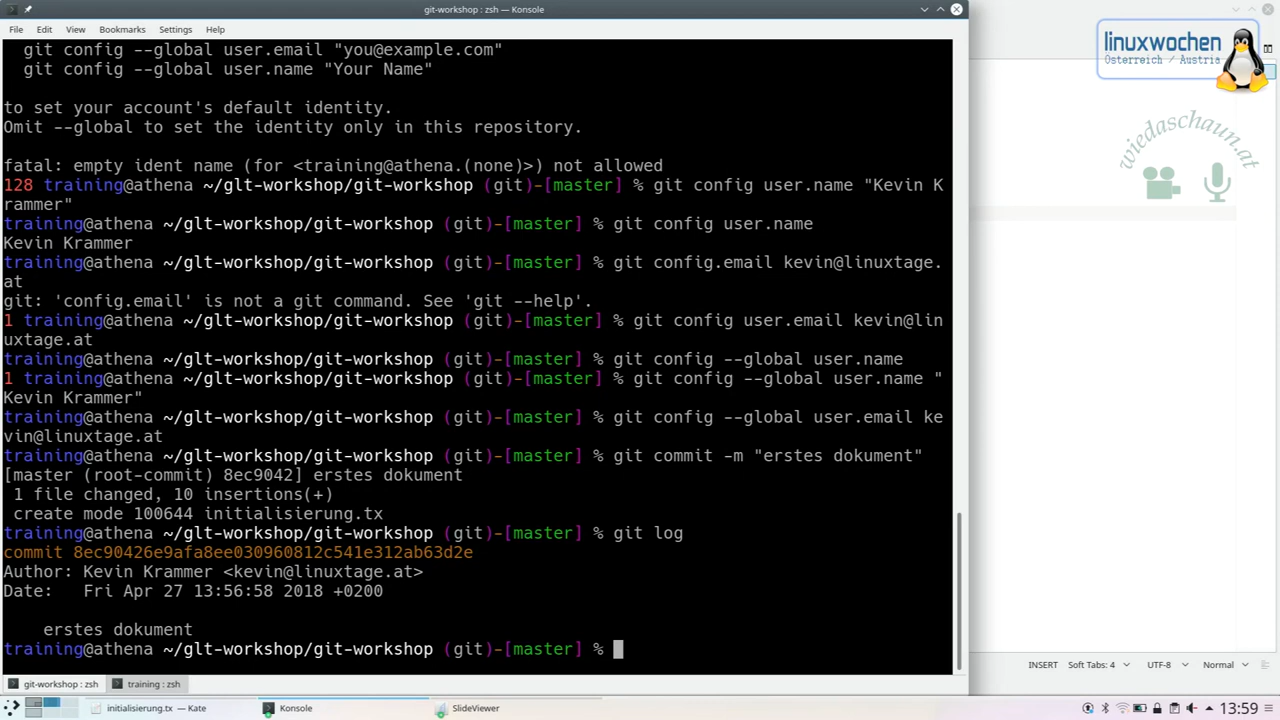 git-workshop : zsh — Konsole
File Edit View Bookmarks Settings Help
git config --global user.email "you@example.com"
git config --global user.name "Your Name"
to set your account's default identity.
Omit --global to set the identity only in this repository.
fatal: empty ident name (for <training@athena.(none)>) not allowed
128 training@athena ~/glt-workshop/git-workshop (git)-[master] % git config user.name "Kevin K
rammer"
training@athena ~/glt-workshop/git-workshop (git)-[master] % git config user.name
Kevin Krammer
training@athena ~/glt-workshop/git-workshop (git)-[master] % git config.email kevin@linuxtage.
at
git: 'config.email' is not a git command. See 'git --help'.
1 training@athena ~/glt-workshop/git-workshop (git)-[master] % git config user.email kevin@lin
uxtage.at
training@athena ~/glt-workshop/git-workshop (git)-[master] % git config --global user.name
1 training@athena ~/glt-workshop/git-workshop (git)-[master] % git config --global user.name "
Kevin Krammer"
training@athena ~/glt-workshop/git-workshop (git)-[master] % git config --global user.email ke
vin@linuxtage.at
training@athena ~/glt-workshop/git-workshop (git)-[master] % git commit -m "erstes dokument"
[master (root-commit) 8ec9042] erstes dokument
1 file changed, 10 insertions(+)
create mode 100644 initialisierung.tx
training@athena ~/glt-workshop/git-workshop (git)-[master] % git log
commit 8ec90426e9afa8ee030960812c541e312ab63d2e
Author: Kevin Krammer <kevin@linuxtage.at>
Date:   Fri Apr 27 13:56:58 2018 +0200
erstes dokument
training@athena ~/glt-workshop/git-workshop (git)-[master] %
git-workshop : zsh training : zsh
linuxwochen
Österreich / Austria
wiedaschaun.at
INSERT Soft Tabs: 4 UTF-8 Normal
initialisierung.tx — Kate Konsole SlideViewer 13:59